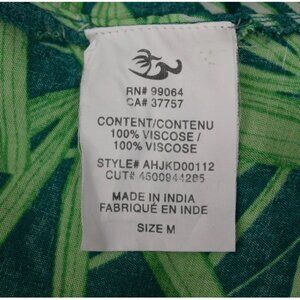 RN# 99064
CA# 37757
CONTENT/CONTENU
100% VISCOSE /
100% VISCOSE
STYLE# AHJKD00112
CUT# 4500944285
MADE IN INDIA
FABRIQUÉ EN INDE
SIZE M